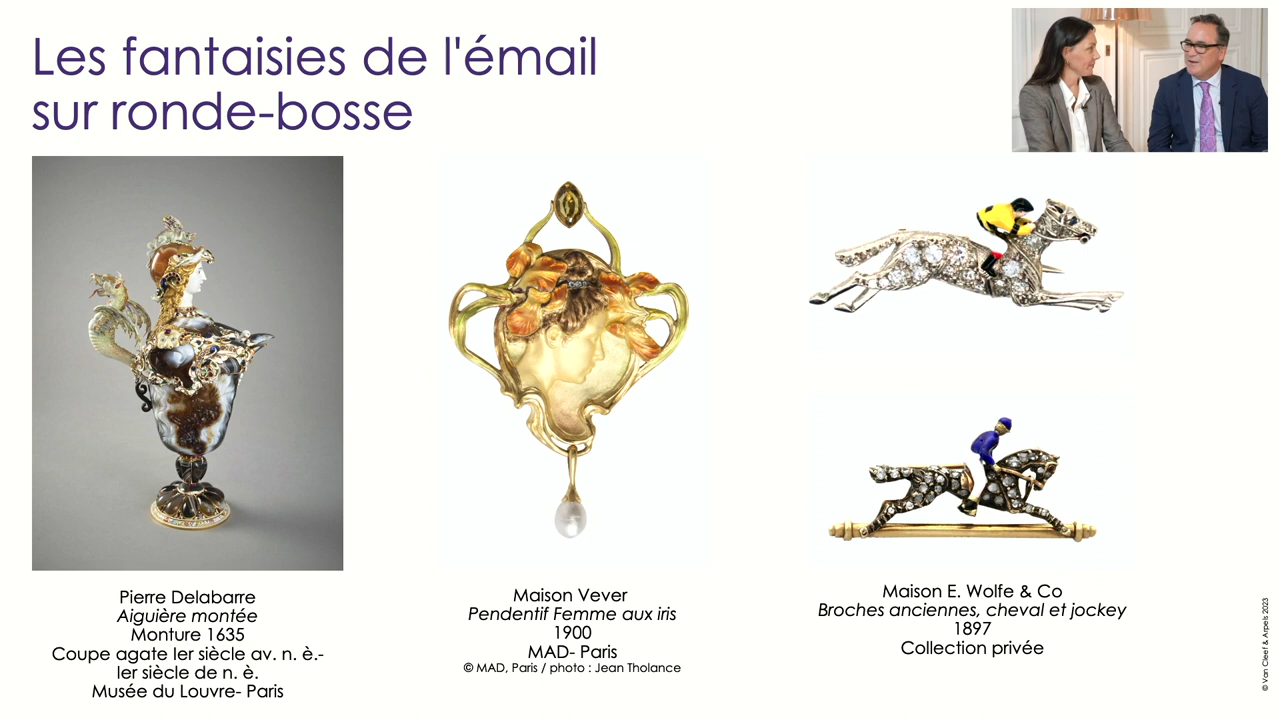 Les fantaisies de l'émail
sur ronde-bosse
Pierre Delabarre
Aiguière montée
Monture 1635
Coupe agate Ier siècle av. n. è.-
Ier siècle de n. è.
Musée du Louvre- Paris
Maison Vever
Pendentif Femme aux iris
1900
MAD- Paris
© MAD, Paris / photo : Jean Tholance
Maison E. Wolfe & Co
Broches anciennes, cheval et jockey
1897
Collection privée
© Van Cleef & Arpels 2023